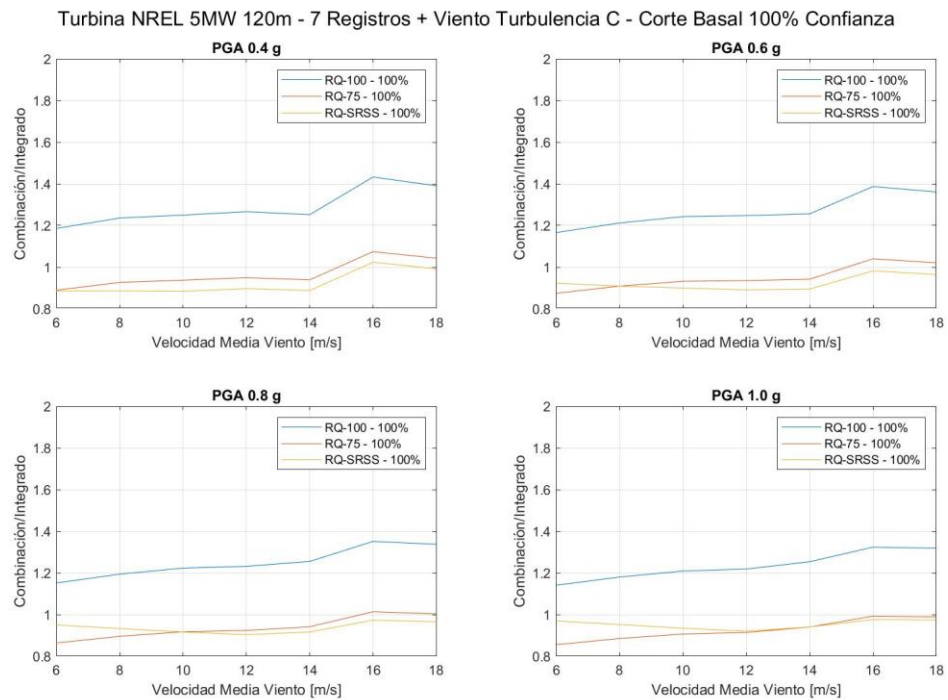 Turbina NREL 5MW 120m - 7 Registros + Viento Turbulencia C - Corte Basal 100% Confianza
PGA 0.4 g
2
1.8
1.6
1.4
1.2
1
0.8
Combinación/Integrado
RQ-100 - 100%
RQ-75 - 100%
RQ-SRSS - 100%
6 8 10 12 14 16 18
Velocidad Media Viento [m/s]
PGA 0.6 g
2
1.8
1.6
1.4
1.2
1
0.8
Combinación/Integrado
RQ-100 - 100%
RQ-75 - 100%
RQ-SRSS - 100%
6 8 10 12 14 16 18
Velocidad Media Viento [m/s]
PGA 0.8 g
2
1.8
1.6
1.4
1.2
1
0.8
Combinación/Integrado
RQ-100 - 100%
RQ-75 - 100%
RQ-SRSS - 100%
6 8 10 12 14 16 18
Velocidad Media Viento [m/s]
PGA 1.0 g
2
1.8
1.6
1.4
1.2
1
0.8
Combinación/Integrado
RQ-100 - 100%
RQ-75 - 100%
RQ-SRSS - 100%
6 8 10 12 14 16 18
Velocidad Media Viento [m/s]